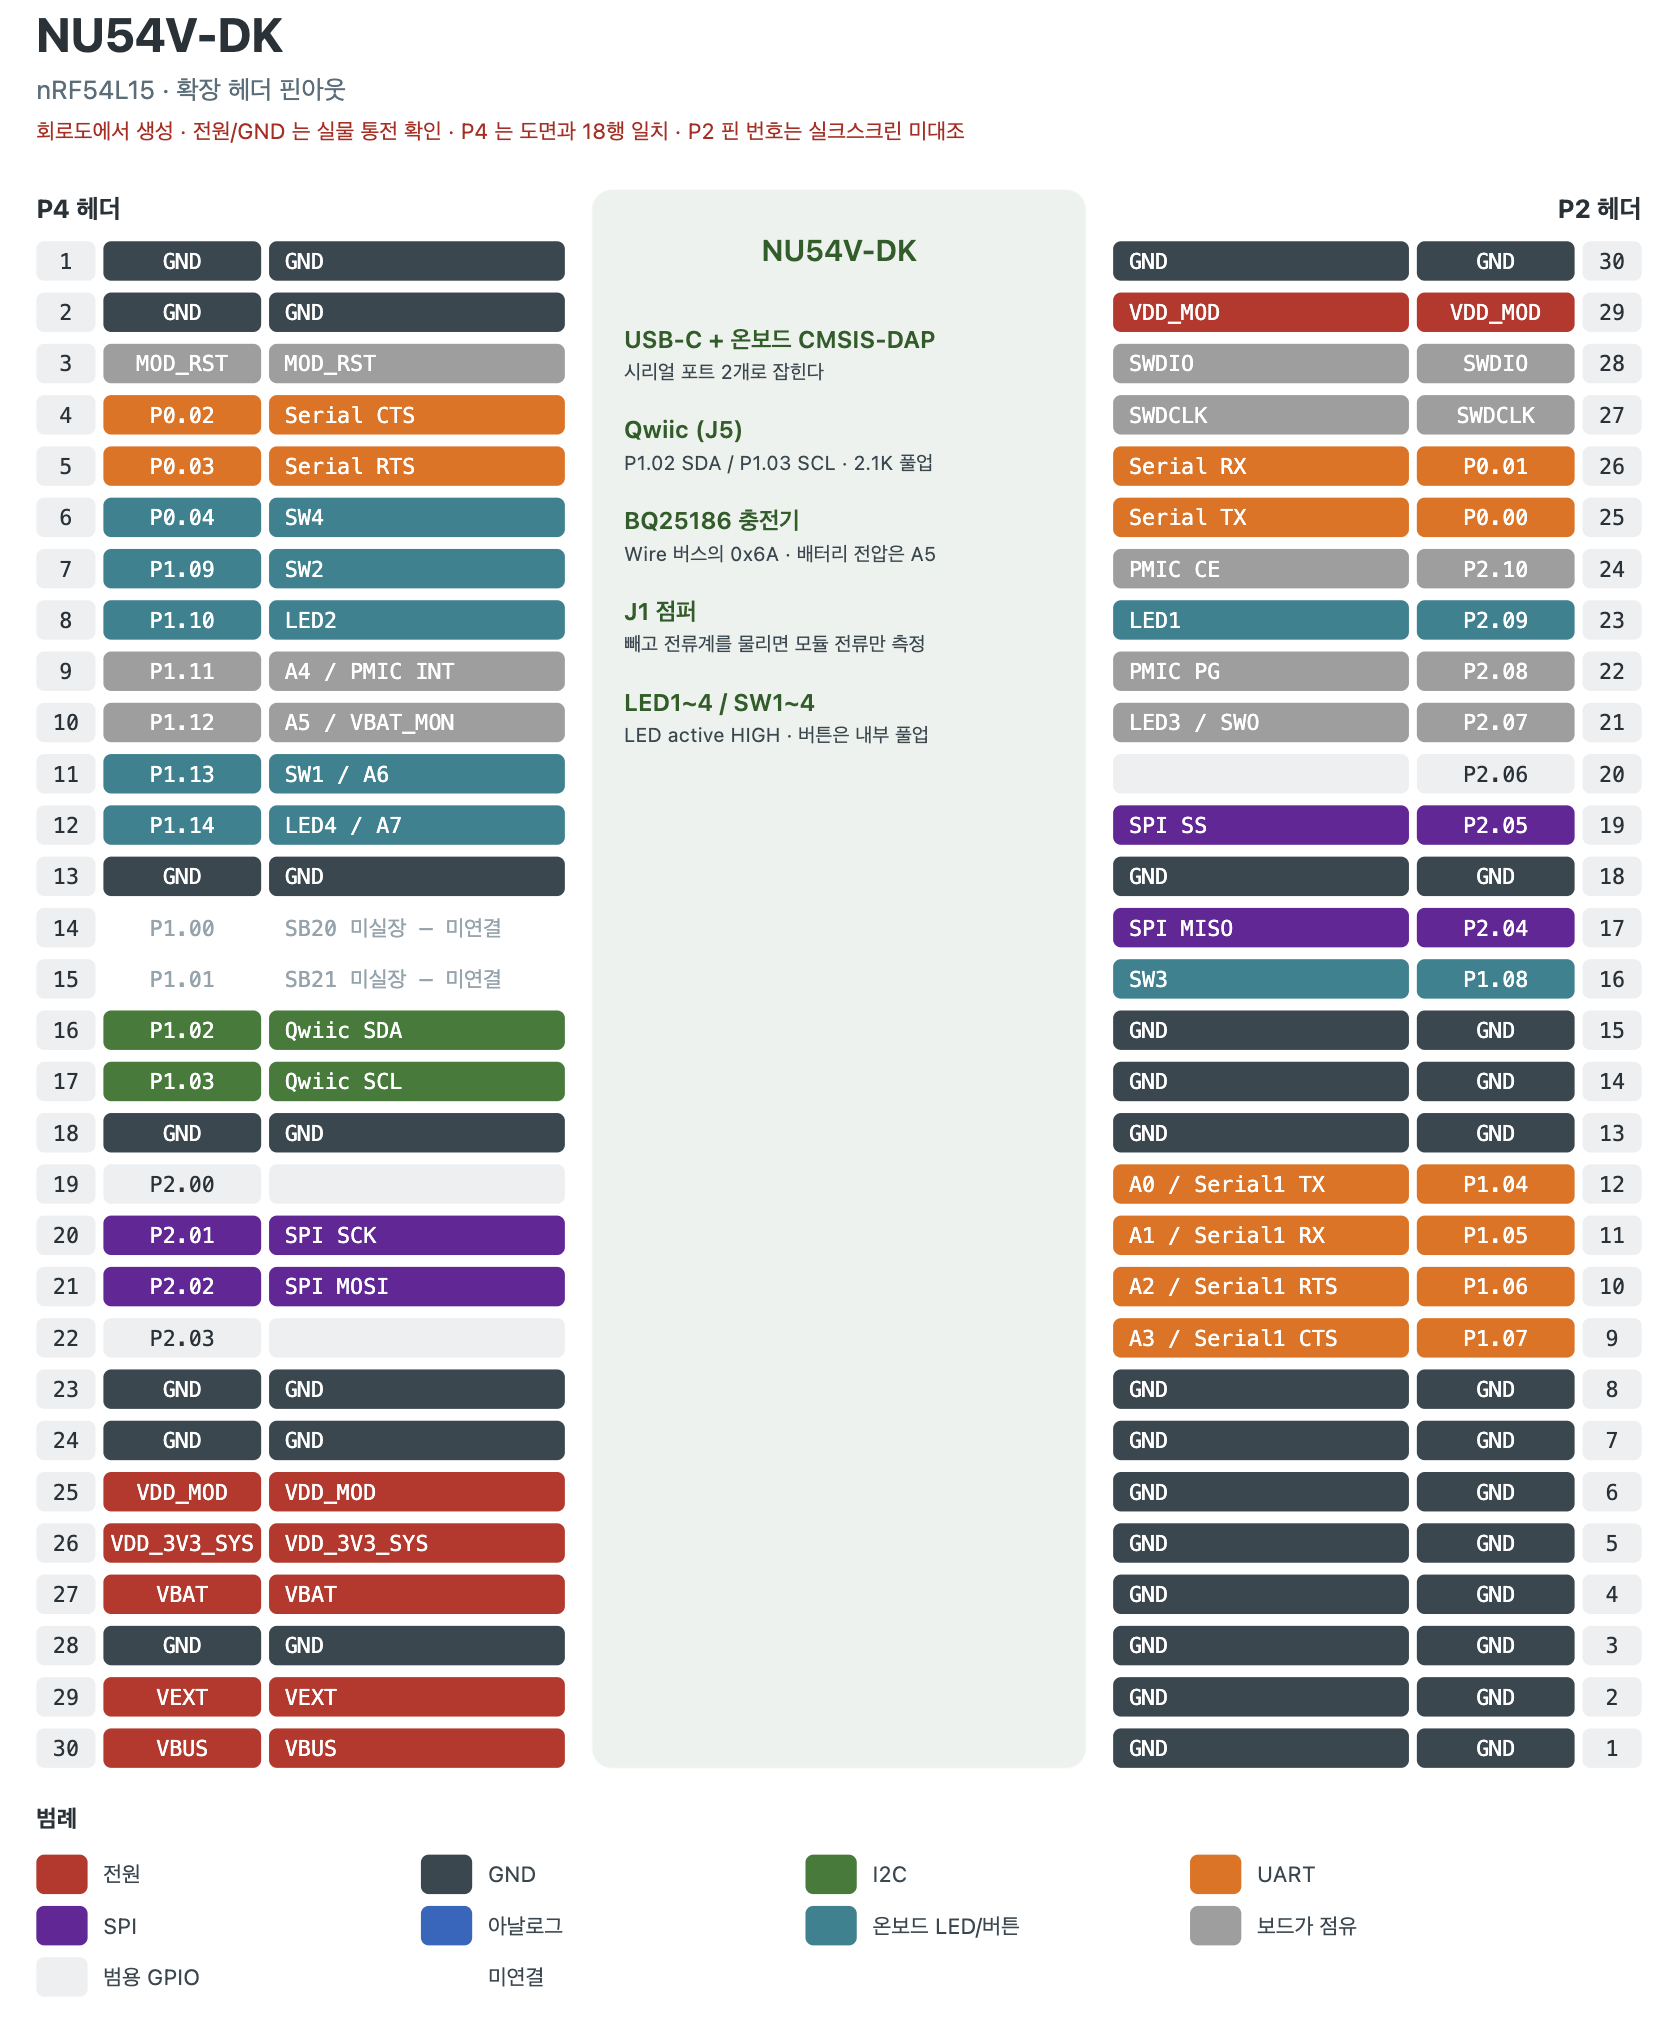 NU54V-DK
nRF54L15 · 확장 헤더 핀아웃
회로도에서 생성 · 전원/GND 는 실물 통전 확인 · P4 는 도면과 18행 일치 · P2 핀 번호는 실크스크린 미대조
P4 헤더
1 GND GND
2 GND GND
3 MOD_RST MOD_RST
4 P0.02 Serial CTS
5 P0.03 Serial RTS
6 P0.04 SW4
7 P1.09 SW2
8 P1.10 LED2
9 P1.11 A4 / PMIC INT
10 P1.12 A5 / VBAT_MON
11 P1.13 SW1 / A6
12 P1.14 LED4 / A7
13 GND GND
14 P1.00 SB20 미실장 — 미연결
15 P1.01 SB21 미실장 — 미연결
16 P1.02 Qwiic SDA
17 P1.03 Qwiic SCL
18 GND GND
19 P2.00
20 P2.01 SPI SCK
21 P2.02 SPI MOSI
22 P2.03
23 GND GND
24 GND GND
25 VDD_MOD VDD_MOD
26 VDD_3V3_SYS VDD_3V3_SYS
27 VBAT VBAT
28 GND GND
29 VEXT VEXT
30 VBUS VBUS
NU54V-DK
USB-C + 온보드 CMSIS-DAP
시리얼 포트 2개로 잡힌다
Qwiic (J5)
P1.02 SDA / P1.03 SCL · 2.1K 풀업
BQ25186 충전기
Wire 버스의 0x6A · 배터리 전압은 A5
J1 점퍼
빼고 전류계를 물리면 모듈 전류만 측정
LED1~4 / SW1~4
LED active HIGH · 버튼은 내부 풀업
P2 헤더
GND GND 30
VDD_MOD VDD_MOD 29
SWDIO SWDIO 28
SWDCLK SWDCLK 27
Serial RX P0.01 26
Serial TX P0.00 25
PMIC CE P2.10 24
LED1 P2.09 23
PMIC PG P2.08 22
LED3 / SWO P2.07 21
P2.06 20
SPI SS P2.05 19
GND GND 18
SPI MISO P2.04 17
SW3 P1.08 16
GND GND 15
GND GND 14
GND GND 13
A0 / Serial1 TX P1.04 12
A1 / Serial1 RX P1.05 11
A2 / Serial1 RTS P1.06 10
A3 / Serial1 CTS P1.07 9
GND GND 8
GND GND 7
GND GND 6
GND GND 5
GND GND 4
GND GND 3
GND GND 2
GND GND 1
범례
전원 GND I2C UART
SPI 아날로그 온보드 LED/버튼 보드가 점유
범용 GPIO 미연결